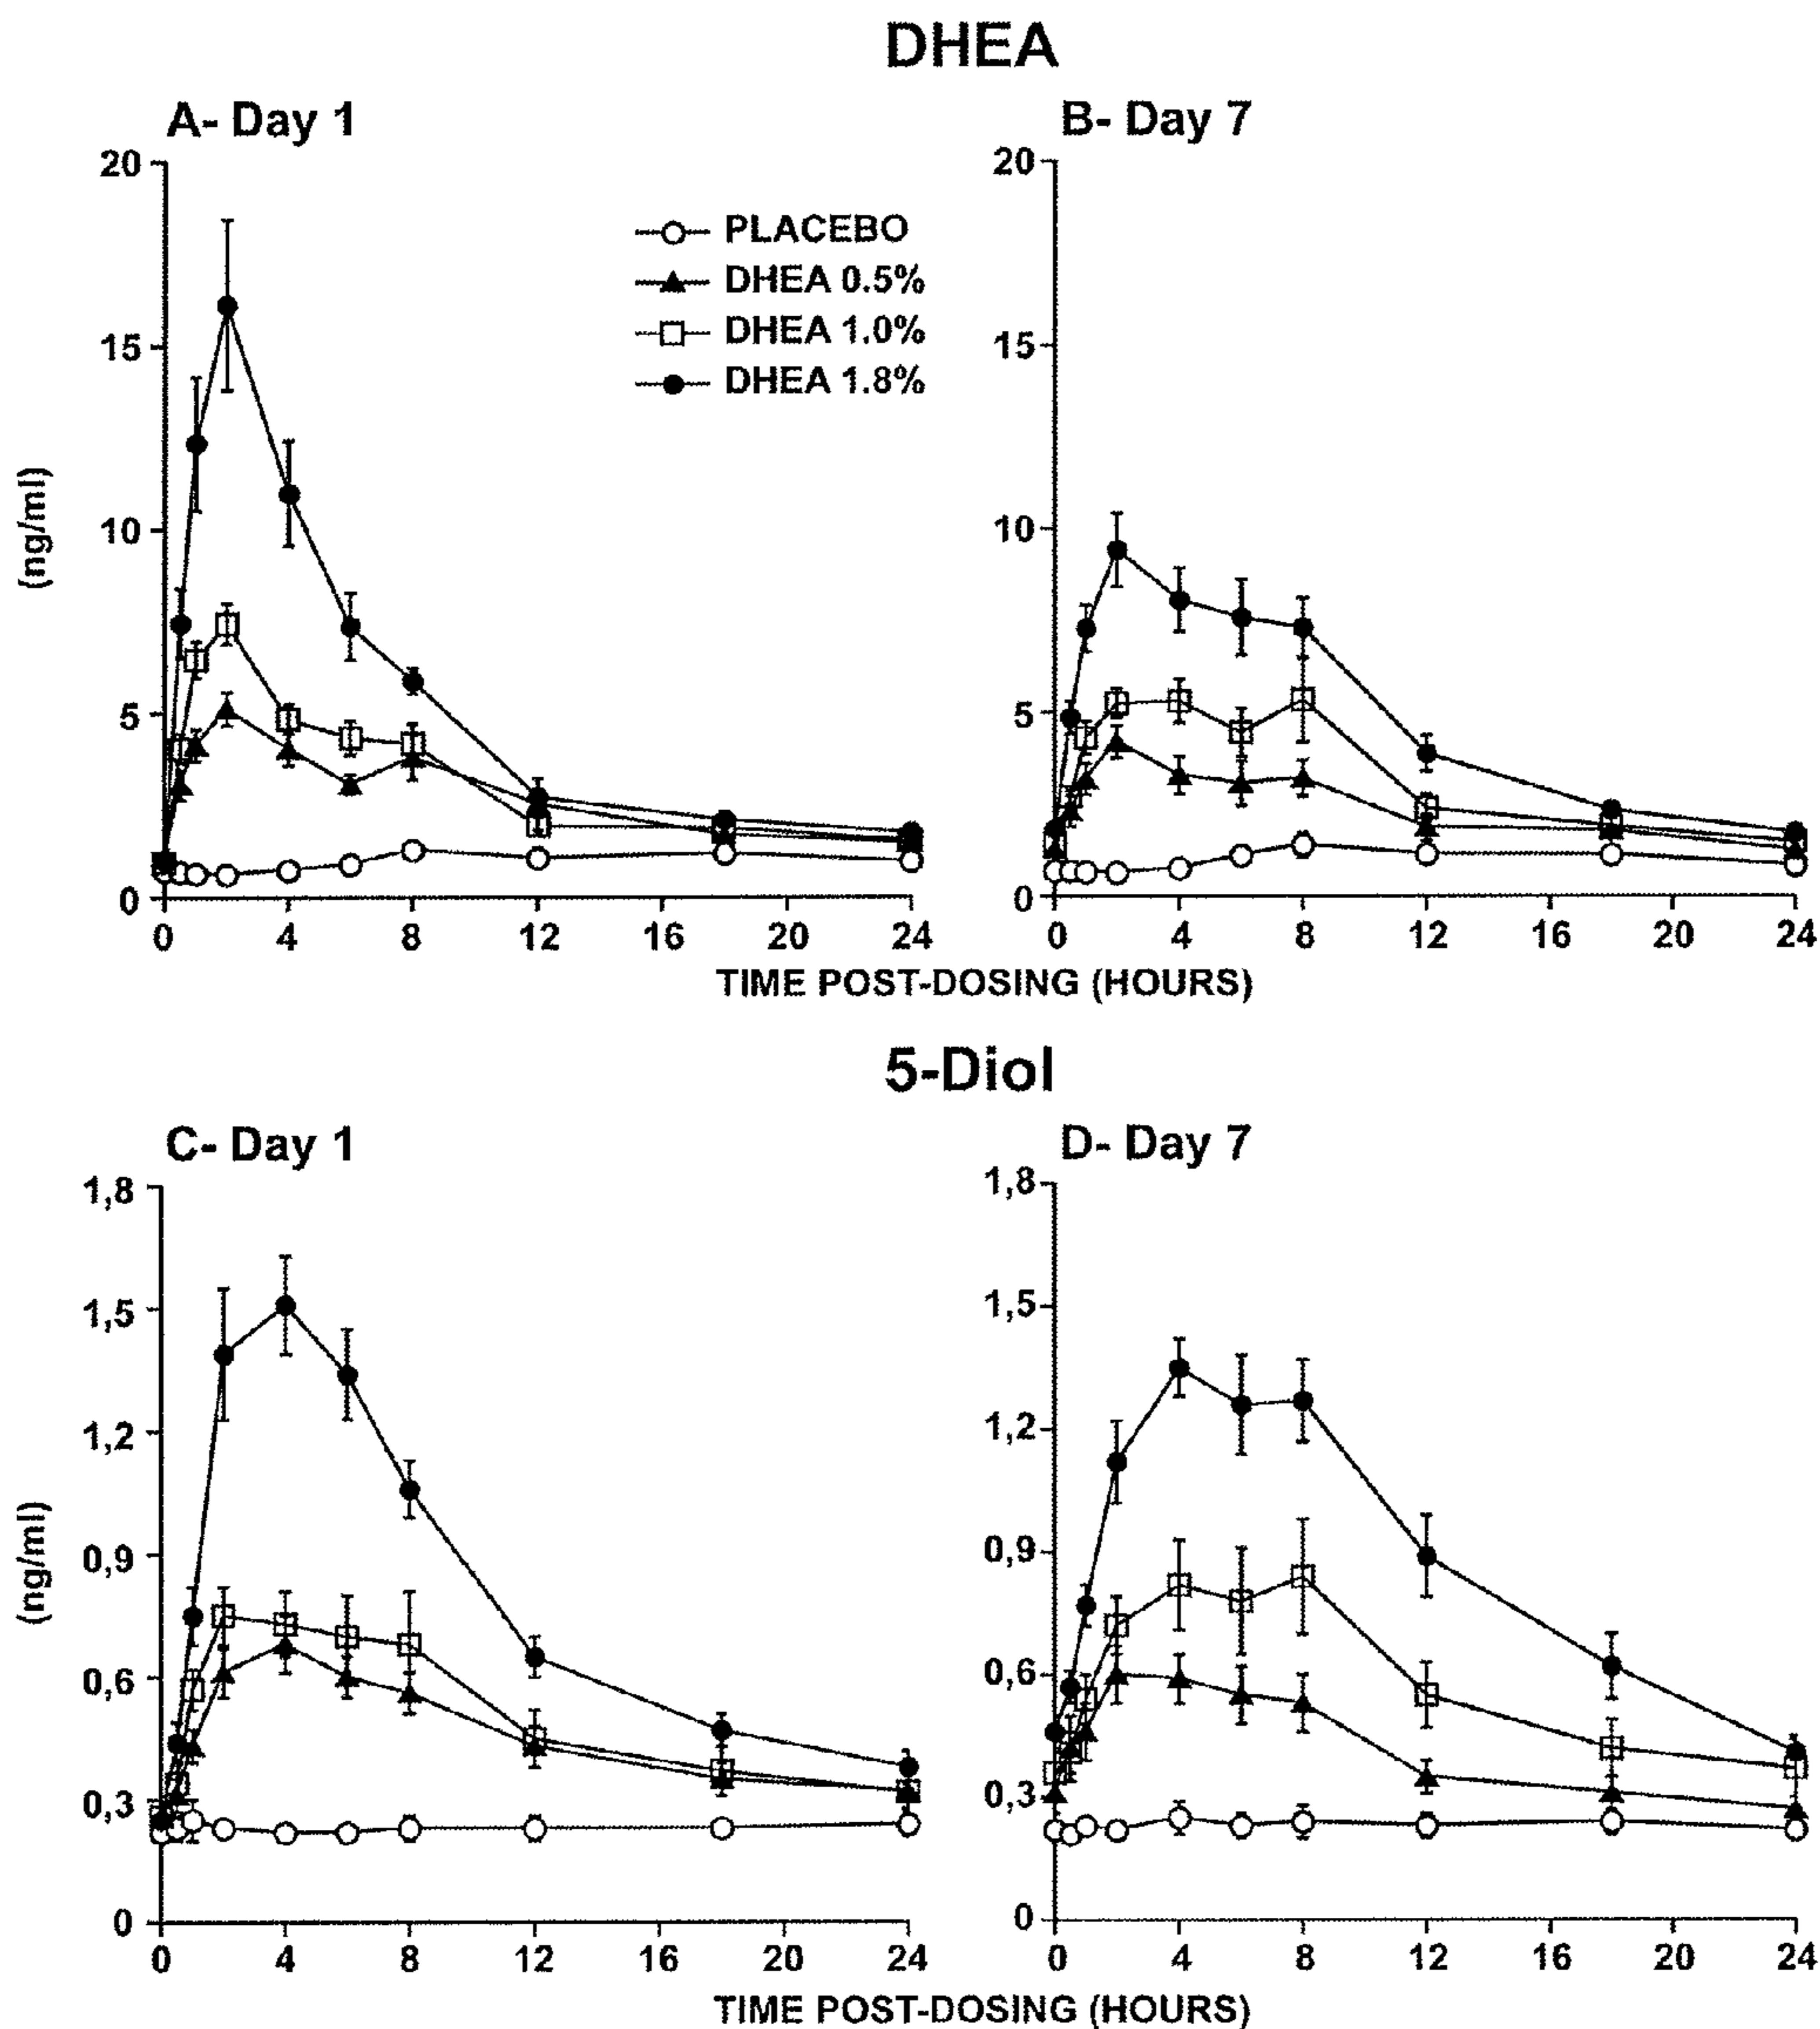 DHEA
A- Day 1
B- Day 7
20
15
10
5
0
(ng/ml)
PLACEBO
DHEA 0.5%
DHEA 1.0%
DHEA 1.8%
20
15
10
5
0
0 4 8 12 16 20 24
0 4 8 12 16 20 24
TIME POST-DOSING (HOURS)
5-Diol
C- Day 1
D- Day 7
1,8
1,5
1,2
0,9
0,6
0,3
0
(ng/ml)
1,8
1,5
1,2
0,9
0,6
0,3
0
0 4 8 12 16 20 24
0 4 8 12 16 20 24
TIME POST-DOSING (HOURS)